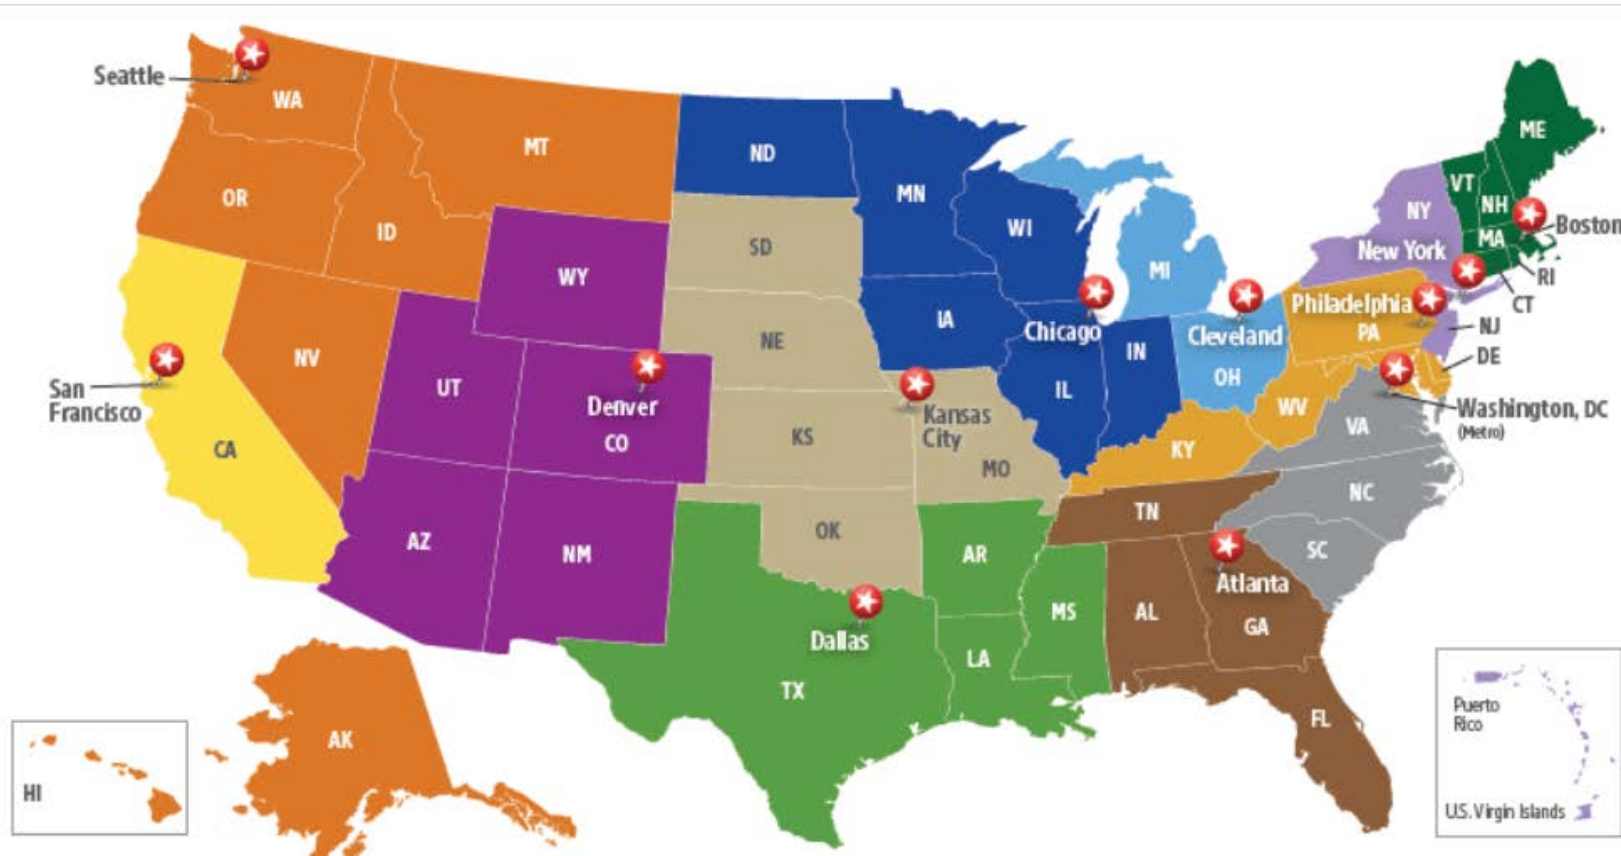 Seattle
WA
MT
ND
MN
ME
VT
NH
OR
ID
WY
SD
WI
MI
NY
MA
Boston
New York
RI
CT
San
Francisco
NV
UT
Denver
CO
NE
IA
Chicago
IL
IN
Cleveland
OH
Philadelphia
PA
NJ
DE
WV
Washington, DC
(Metro)
CA
KS
Kansas
City
MO
KY
VA
AZ
NM
OK
AR
TN
NC
SC
Atlanta
Dallas
TX
LA
MS
AL
GA
FL
AK
HI
Puerto
Rico
U.S. Virgin Islands